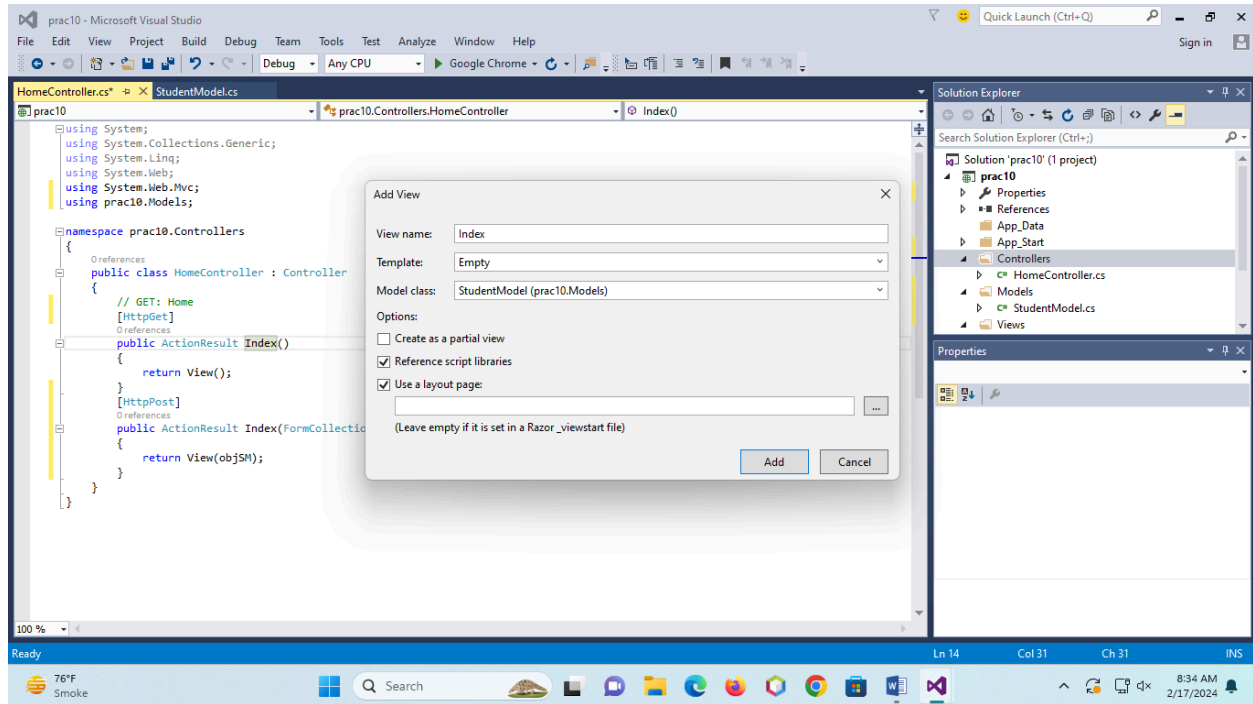 prac10 - Microsoft Visual Studio
Quick Launch (Ctrl+Q)
File Edit View Project Build Debug Team Tools Test Analyze Window Help
Sign in
Debug Any CPU Google Chrome
HomeController.cs* StudentModel.cs
prac10 prac10.Controllers.HomeController Index()
using System;
using System.Collections.Generic;
using System.Linq;
using System.Web;
using System.Web.Mvc;
using prac10.Models;
namespace prac10.Controllers
{
0 references
public class HomeController : Controller
{
// GET: Home
[HttpGet]
0 references
public ActionResult Index()
{
return View();
}
[HttpPost]
0 references
public ActionResult Index(FormCollectio
{
return View(objSM);
}
}
}
100 %
Add View
View name: Index
Template: Empty
Model class: StudentModel (prac10.Models)
Options:
Create as a partial view
Reference script libraries
Use a layout page:
...
(Leave empty if it is set in a Razor _viewstart file)
Add Cancel
Solution Explorer
Search Solution Explorer (Ctrl+;)
Solution 'prac10' (1 project)
prac10
Properties
References
App_Data
App_Start
Controllers
C# HomeController.cs
Models
C# StudentModel.cs
Views
Properties
Ready Ln 14 Col 31 Ch 31 INS
76°F
Smoke
Search
8:34 AM
2/17/2024